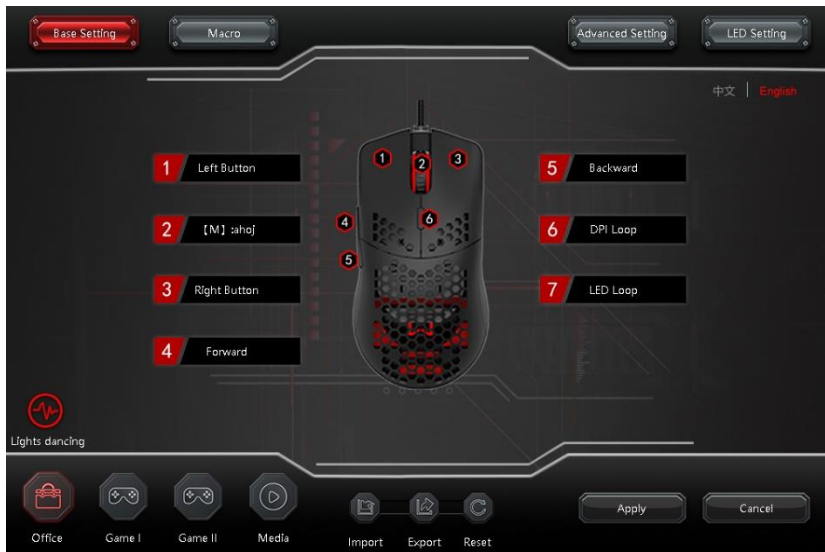 Base Setting
Macro
Advanced Setting
LED Setting
中文
English
1 Left Button
2 【M】:ahoj
3 Right Button
4 Forward
1
2
3
4
5
6
5 Backward
6 DPI Loop
7 LED Loop
Lights dancing
Office
Game I
Game II
Media
Import
Export
Reset
Apply
Cancel